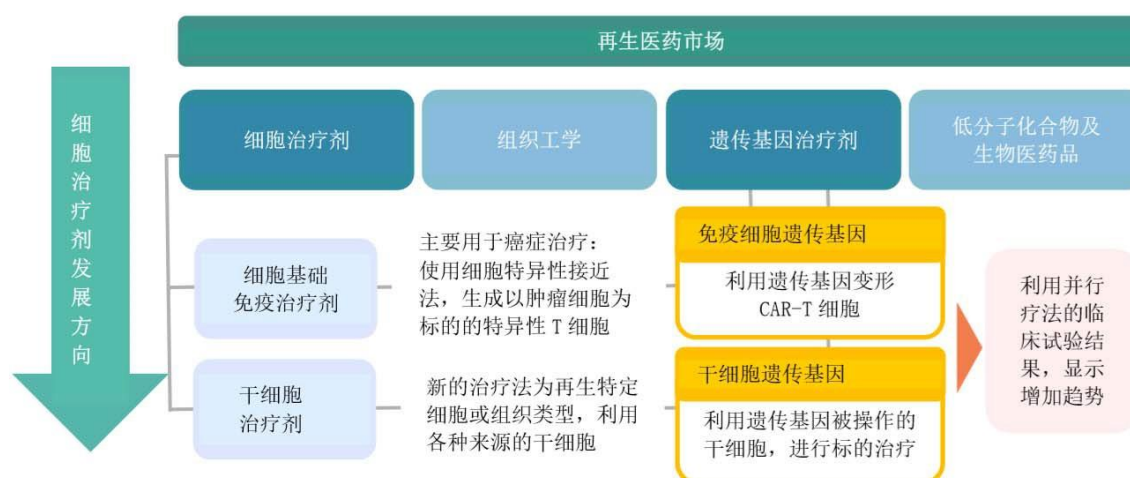 再生医药市场
细胞治疗剂发展方向
细胞治疗剂
组织工学
遗传基因治疗剂
低分子化合物及
生物医药品
细胞基础
免疫治疗剂
主要用于癌症治疗：
使用细胞特异性接近
法，生成以肿瘤细胞为
标的的特异性 T 细胞
免疫细胞遗传基因
利用遗传基因变形
CAR-T 细胞
干细胞
治疗剂
新的治疗法为再生特定
细胞或组织类型，利用
各种来源的干细胞
干细胞遗传基因
利用遗传基因被操作的
干细胞，进行标的治疗
利用并行
疗法的临
床试验结
果，显示
增加趋势